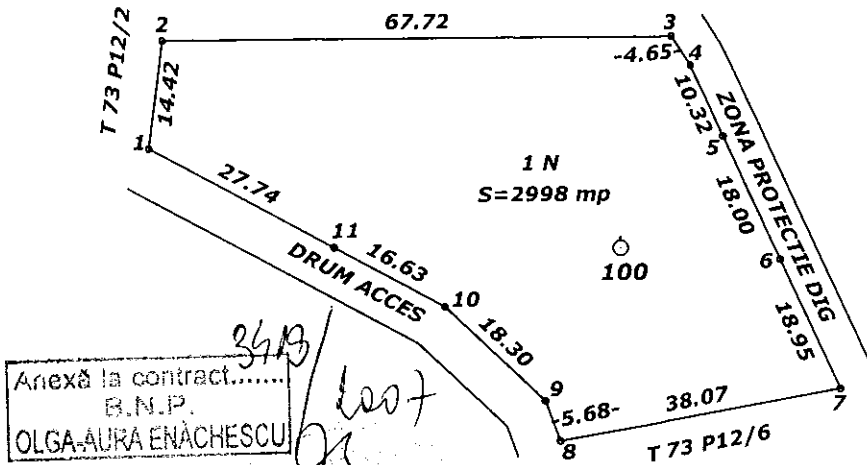 2
67.72
3
-4.65-
4
T 73 P12/2
14.42
10.32
ZONA PROTECTIE DIG
5
1
27.74
1 N
S=2998 mp
18.00
11
16.63
DRUM ACCES
100
6
10
18.30
18.95
3418
Anexă la contract........
B.N.P.
OLGA-AURA ENĂCHESCU
2007
9
-5.68-
38.07
7
8
T 73 P12/6